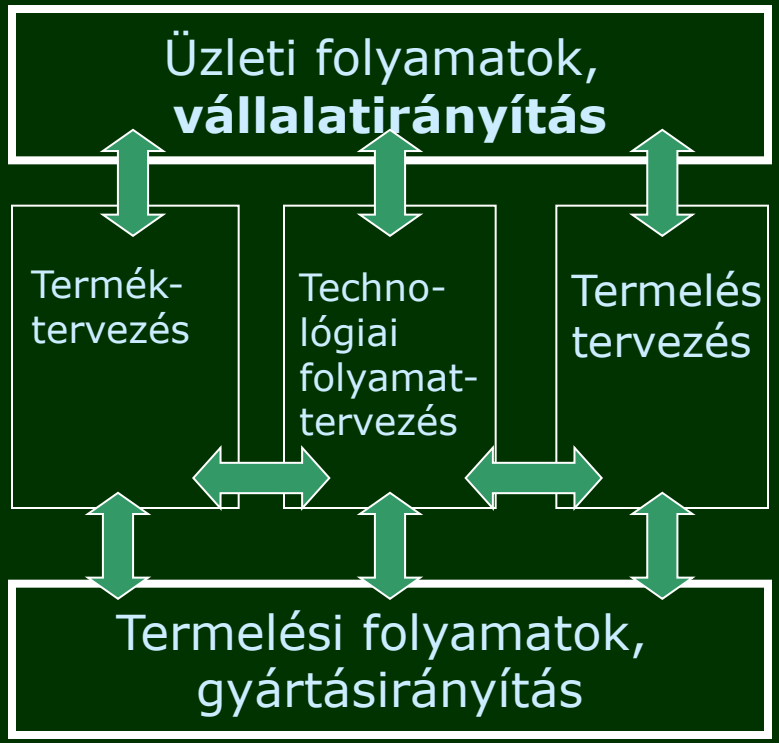 Üzleti folyamatok,
vállalatirányítás
Termék-
tervezés
Techno-
lógiai
folyamat-
tervezés
Termelés
tervezés
Termelési folyamatok,
gyártásirányítás